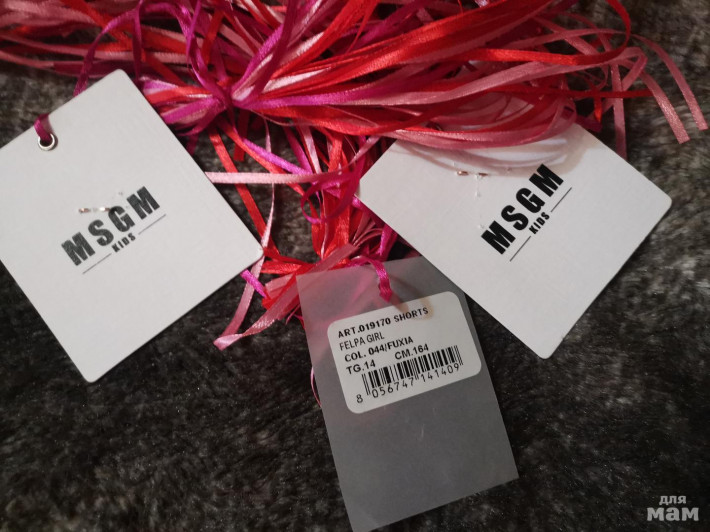 MSGM
KIDS
MSGM
KIDS
ART.019170 SHORTS
FELPA GIRL
COL. 044/FUXIA
TG.14 CM.164
8 056747 141409
для
мам